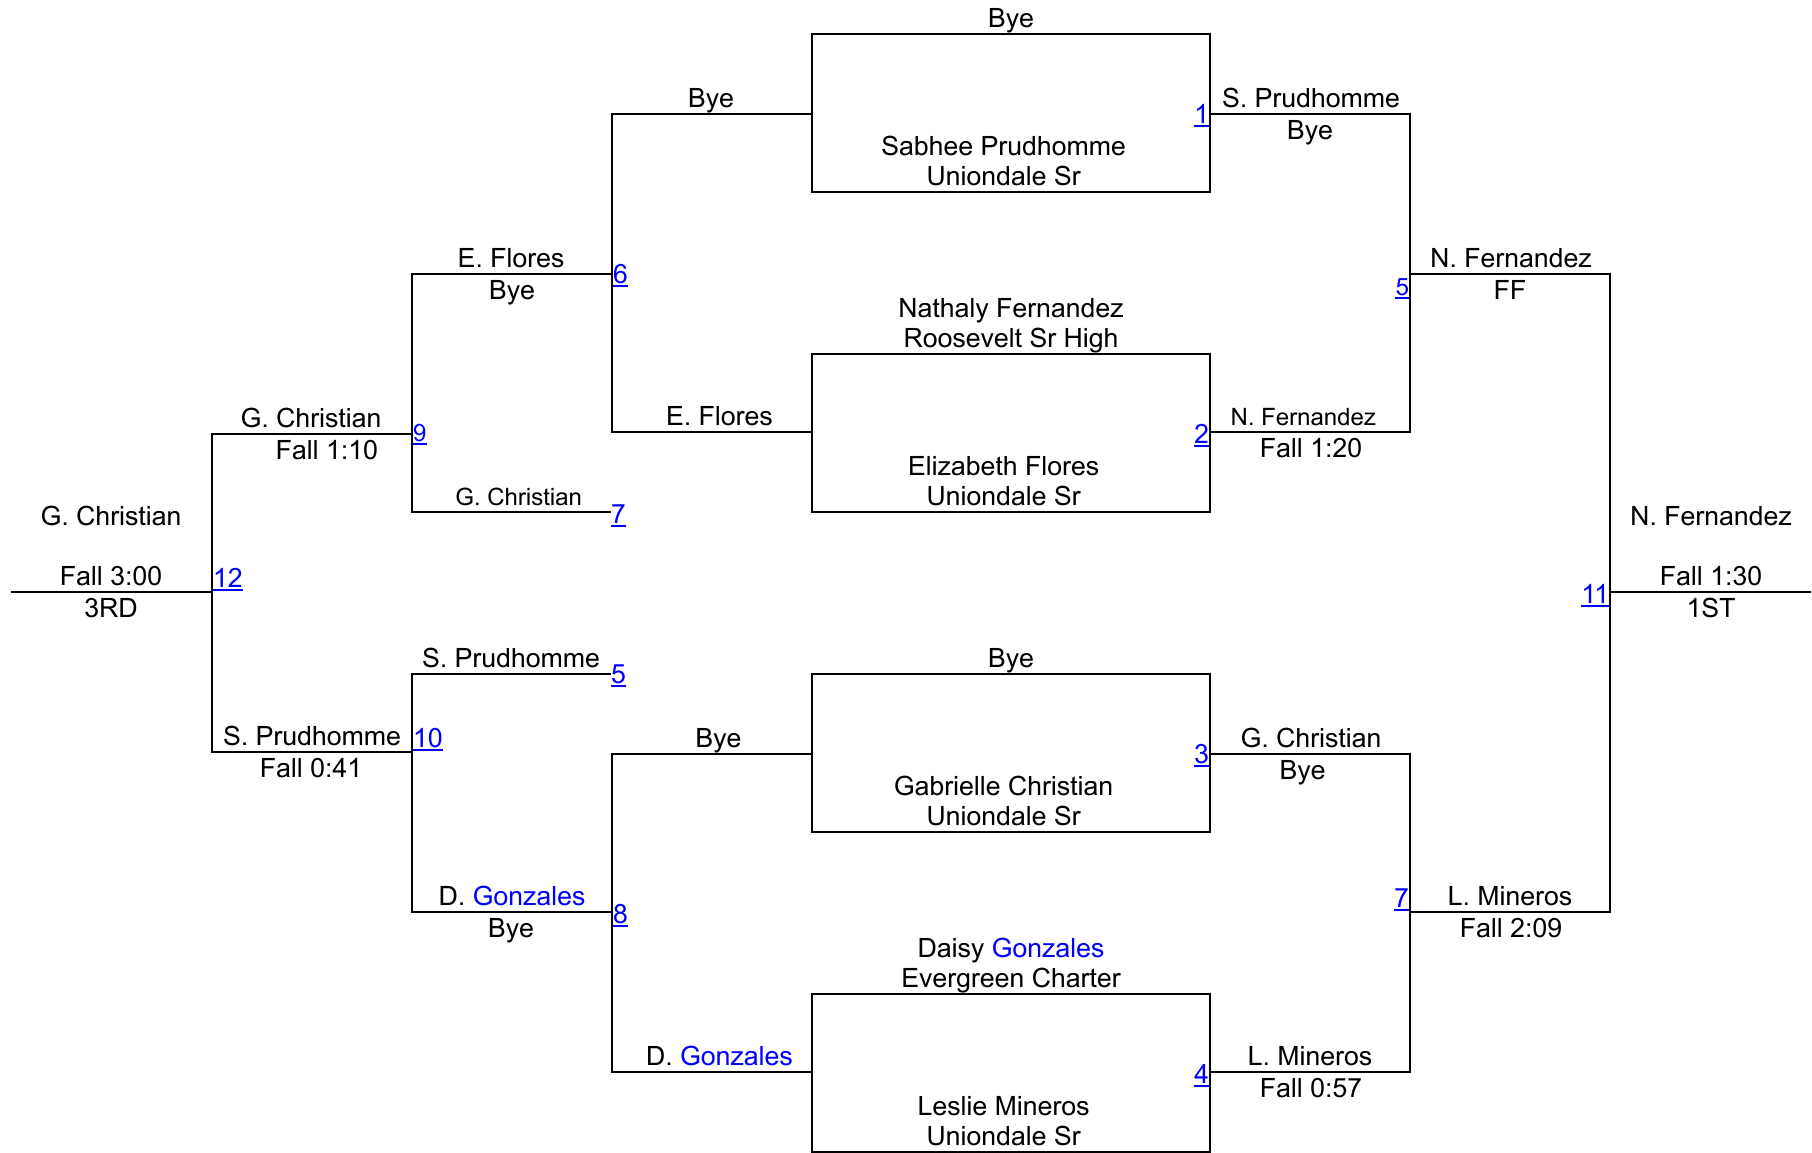 Bye
Bye
1
S. Prudhomme
Bye
Sabhee Prudhomme
Uniondale Sr
E. Flores
Bye
6
N. Fernandez
FF
5
Nathaly Fernandez
Roosevelt Sr High
G. Christian
Fall 1:10
9
E. Flores
2
N. Fernandez
Fall 1:20
Elizabeth Flores
Uniondale Sr
G. Christian
7
G. Christian
Fall 3:00
3RD
12
N. Fernandez
Fall 1:30
1ST
11
S. Prudhomme
5
Bye
S. Prudhomme
Fall 0:41
10
Bye
3
G. Christian
Bye
Gabrielle Christian
Uniondale Sr
D. Gonzales
Bye
8
7
L. Mineros
Fall 2:09
Daisy Gonzales
Evergreen Charter
D. Gonzales
4
L. Mineros
Fall 0:57
Leslie Mineros
Uniondale Sr